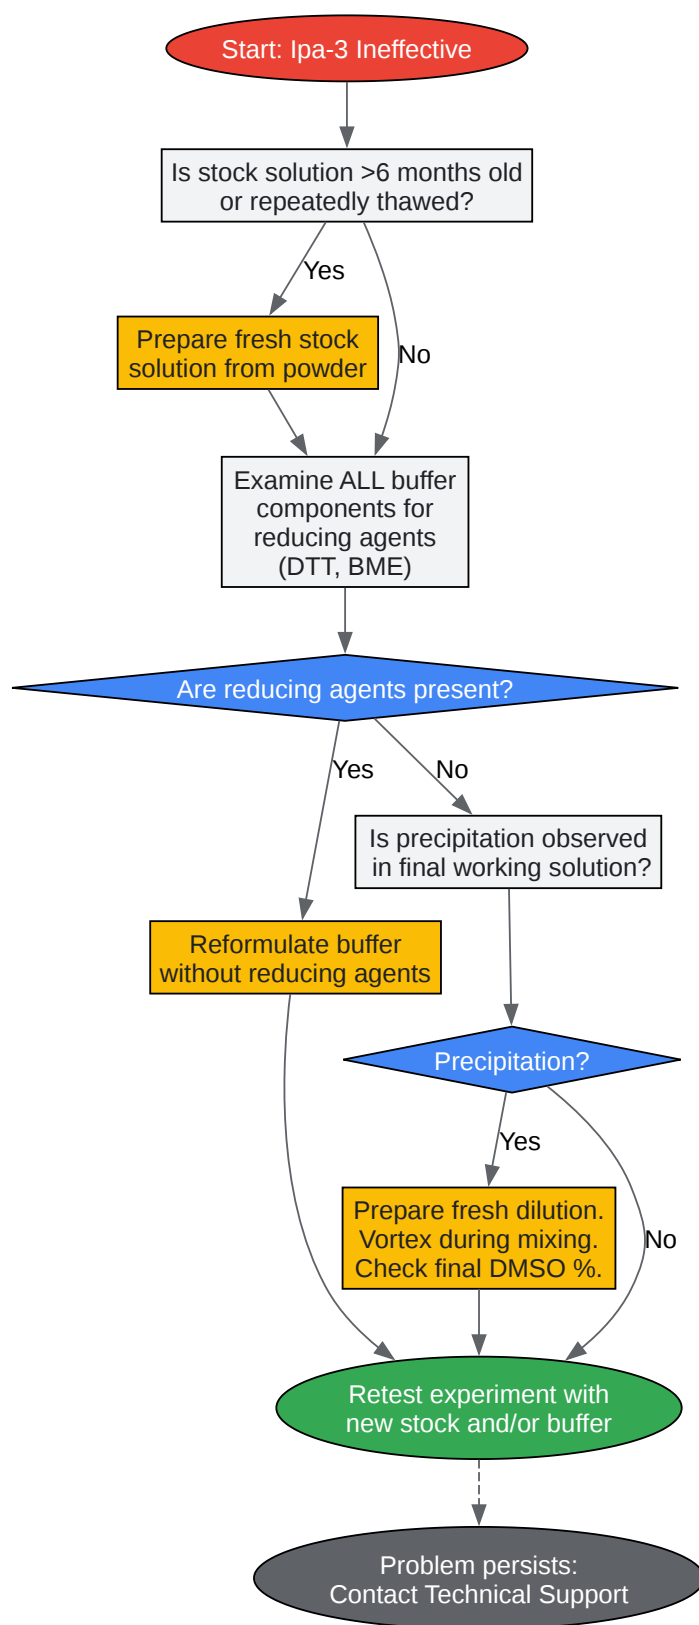 Start: Ipa-3 Ineffective
Is stock solution >6 months old
or repeatedly thawed?
Yes
Prepare fresh stock
solution from powder
No
Examine ALL buffer
components for
reducing agents
(DTT, BME)
Are reducing agents present?
Yes
No
Is precipitation observed
in final working solution?
Reformulate buffer
without reducing agents
Precipitation?
Yes
Prepare fresh dilution.
Vortex during mixing.
Check final DMSO %.
No
Retest experiment with
new stock and/or buffer
Problem persists:
Contact Technical Support